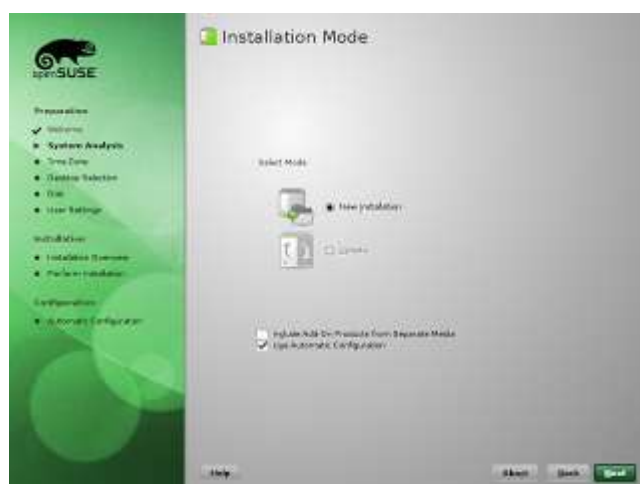 openSUSE
Installation Mode
Preparation
Welcome
System Analysis
Time Zone
Desktop Selection
Disk
User Settings
Installation
Installation Overview
Perform Installation
Configuration
Automatic Configuration
Select Mode
New Installation
Update
Include Add-On Products from Separate Media
Use Automatic Configuration
Help
Abort
Back
Next